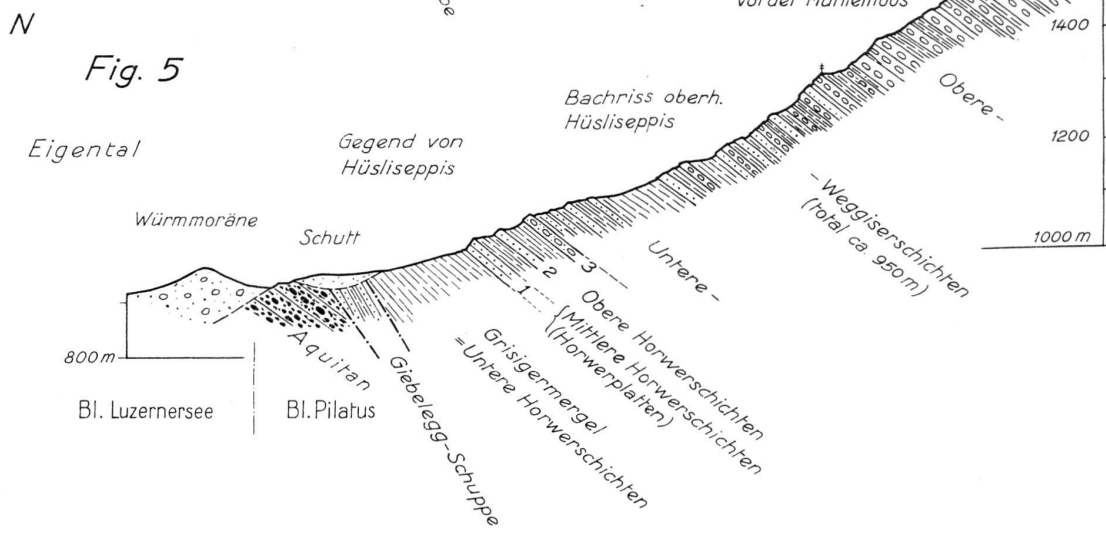 N
Fig. 5
Eigental
Würmmoräne
Schutt
Gegend von
Hüsliseppis
Bachriss oberh.
Hüsliseppis
1400
1200
1000 m
800 m
Obere-
-Weggiserschichten
(total ca. 950 m)
Untere-
1
2
3
Obere Horwerschichten
Mittlere Horwerschichten
(Horwerplatten)
Grisigermergel
=Untere Horwerschichten
Giebelegg-Schuppe
Aquitan
Bl. Luzernersee
Bl. Pilatus